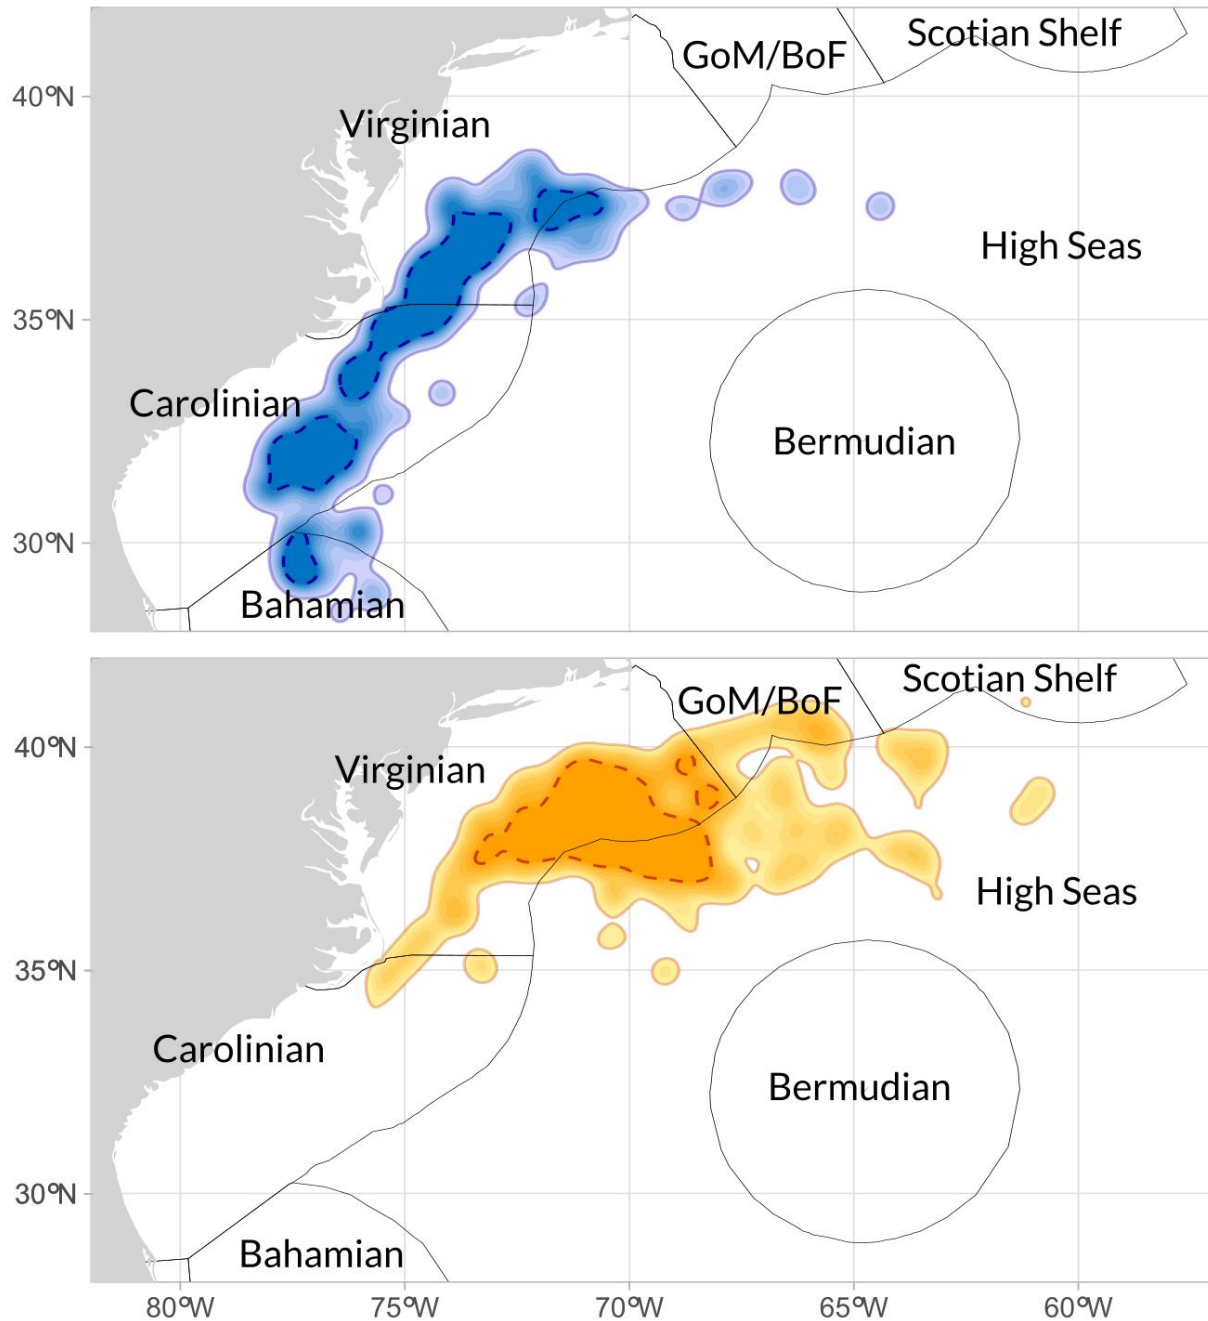 Scotian Shelf
GoM/BoF
40°N
Virginian
High Seas
35°N
Carolinian
Bermudian
30°N
Bahamian
Scotian Shelf
GoM/BoF
40°N
Virginian
High Seas
35°N
Carolinian
Bermudian
30°N
Bahamian
80°W 75°W 70°W 65°W 60°W